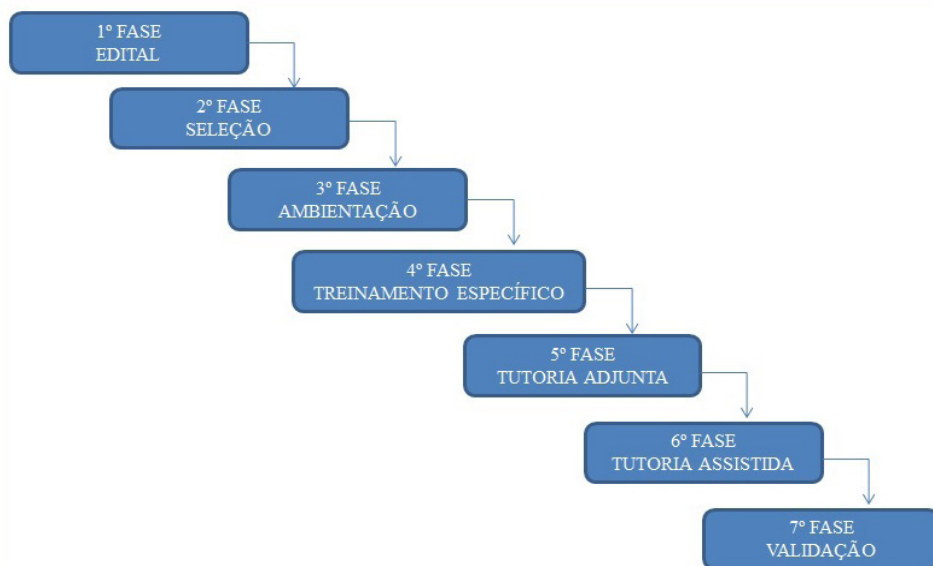 1º FASE
EDITAL
2º FASE
SELEÇÃO
3º FASE
AMBIENTAÇÃO
4º FASE
TREINAMENTO ESPECÍFICO
5º FASE
TUTORIA ADJUNTA
6º FASE
TUTORIA ASSISTIDA
7º FASE
VALIDAÇÃO